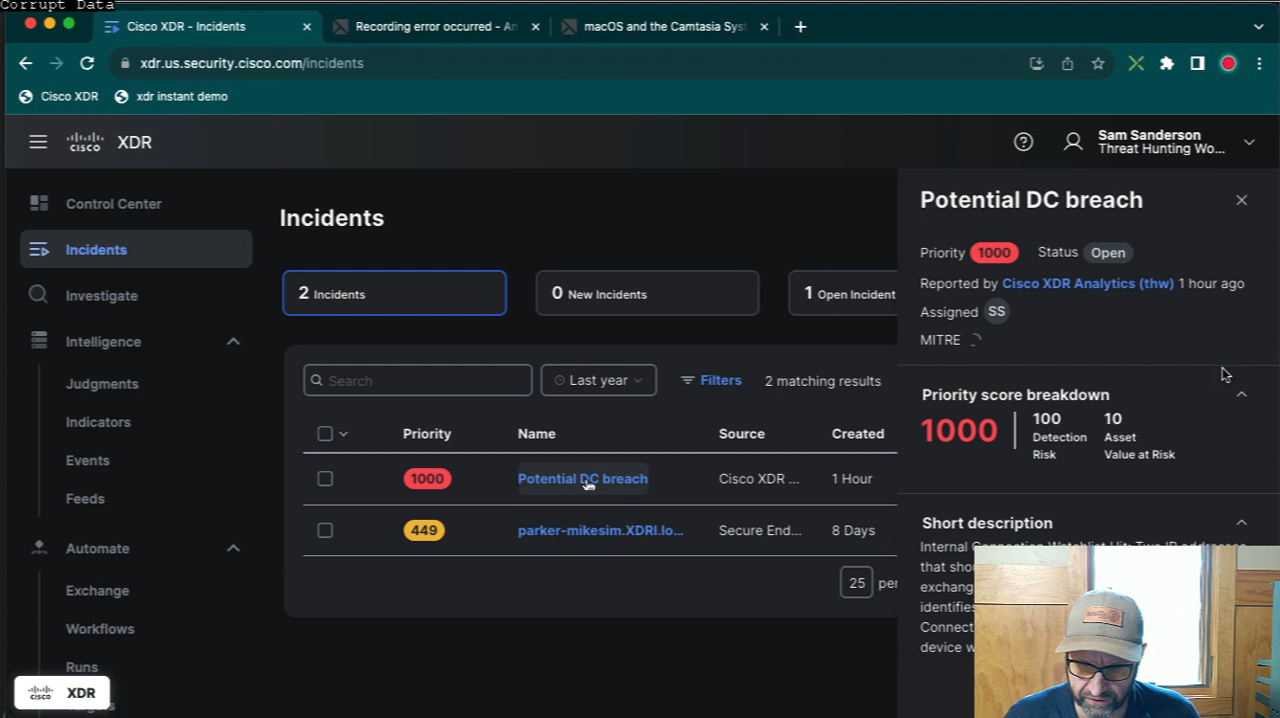 Corrupt Data
Cisco XDR - Incidents
Recording error occurred - An
macOS and the Camtasia Syst
xdr.us.security.cisco.com/incidents
Cisco XDR
xdr instant demo
cisco XDR
Sam Sanderson
Threat Hunting Wo...
Control Center
Incidents
Investigate
Intelligence
Judgments
Indicators
Events
Feeds
Automate
Exchange
Workflows
Runs
cisco XDR
Incidents
2 Incidents
0 New Incidents
1 Open Incident
Search
Last year
Filters
2 matching results
Priority Name Source Created
1000 Potential DC breach Cisco XDR ... 1 Hour
449 parker-mikesim.XDRI.lo... Secure End... 8 Days
25 per
Potential DC breach
Priority 1000 Status Open
Reported by Cisco XDR Analytics (thw) 1 hour ago
Assigned SS
MITRE
Priority score breakdown
1000
100
Detection
Risk
10
Asset
Value at Risk
Short description
Internal Connection Watchlist Hit: Two IP addresses
that shou
exchang
identifies
Connect
device w